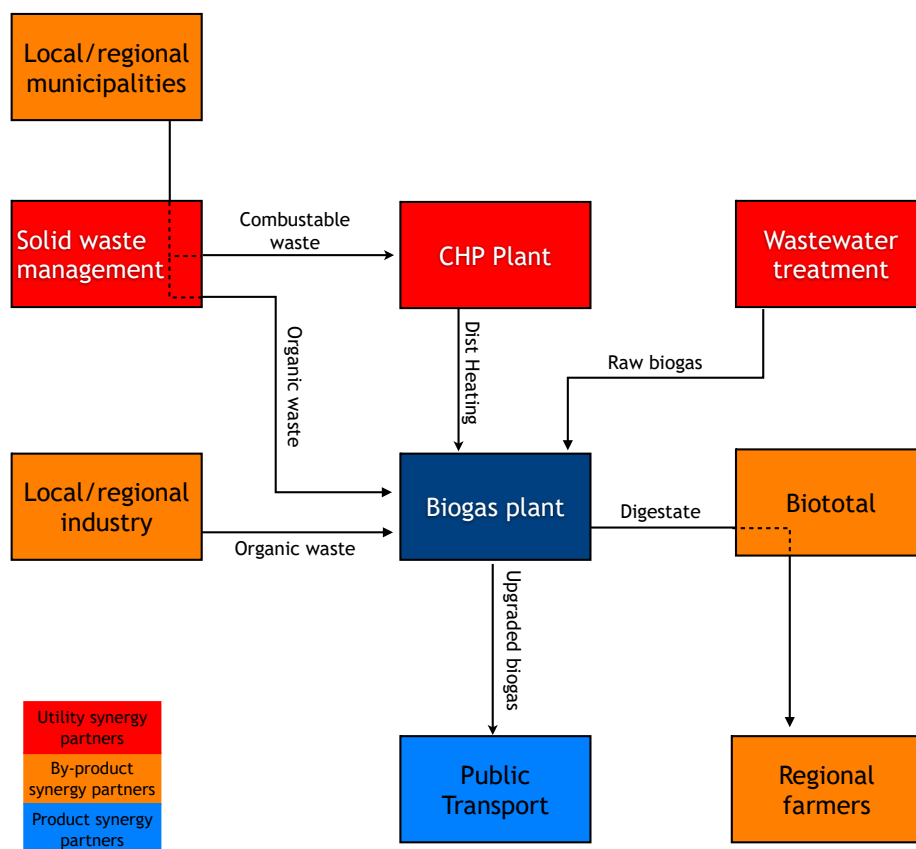 Local/regional
municipalities
Solid waste
management
Combustable
waste
CHP Plant
Wastewater
treatment
Organic waste
Dist Heating
Raw biogas
Local/regional
industry
Organic waste
Biogas plant
Digestate
Biototal
Upgraded biogas
Utility synergy
partners
By-product
synergy partners
Product synergy
partners
Public
Transport
Regional
farmers